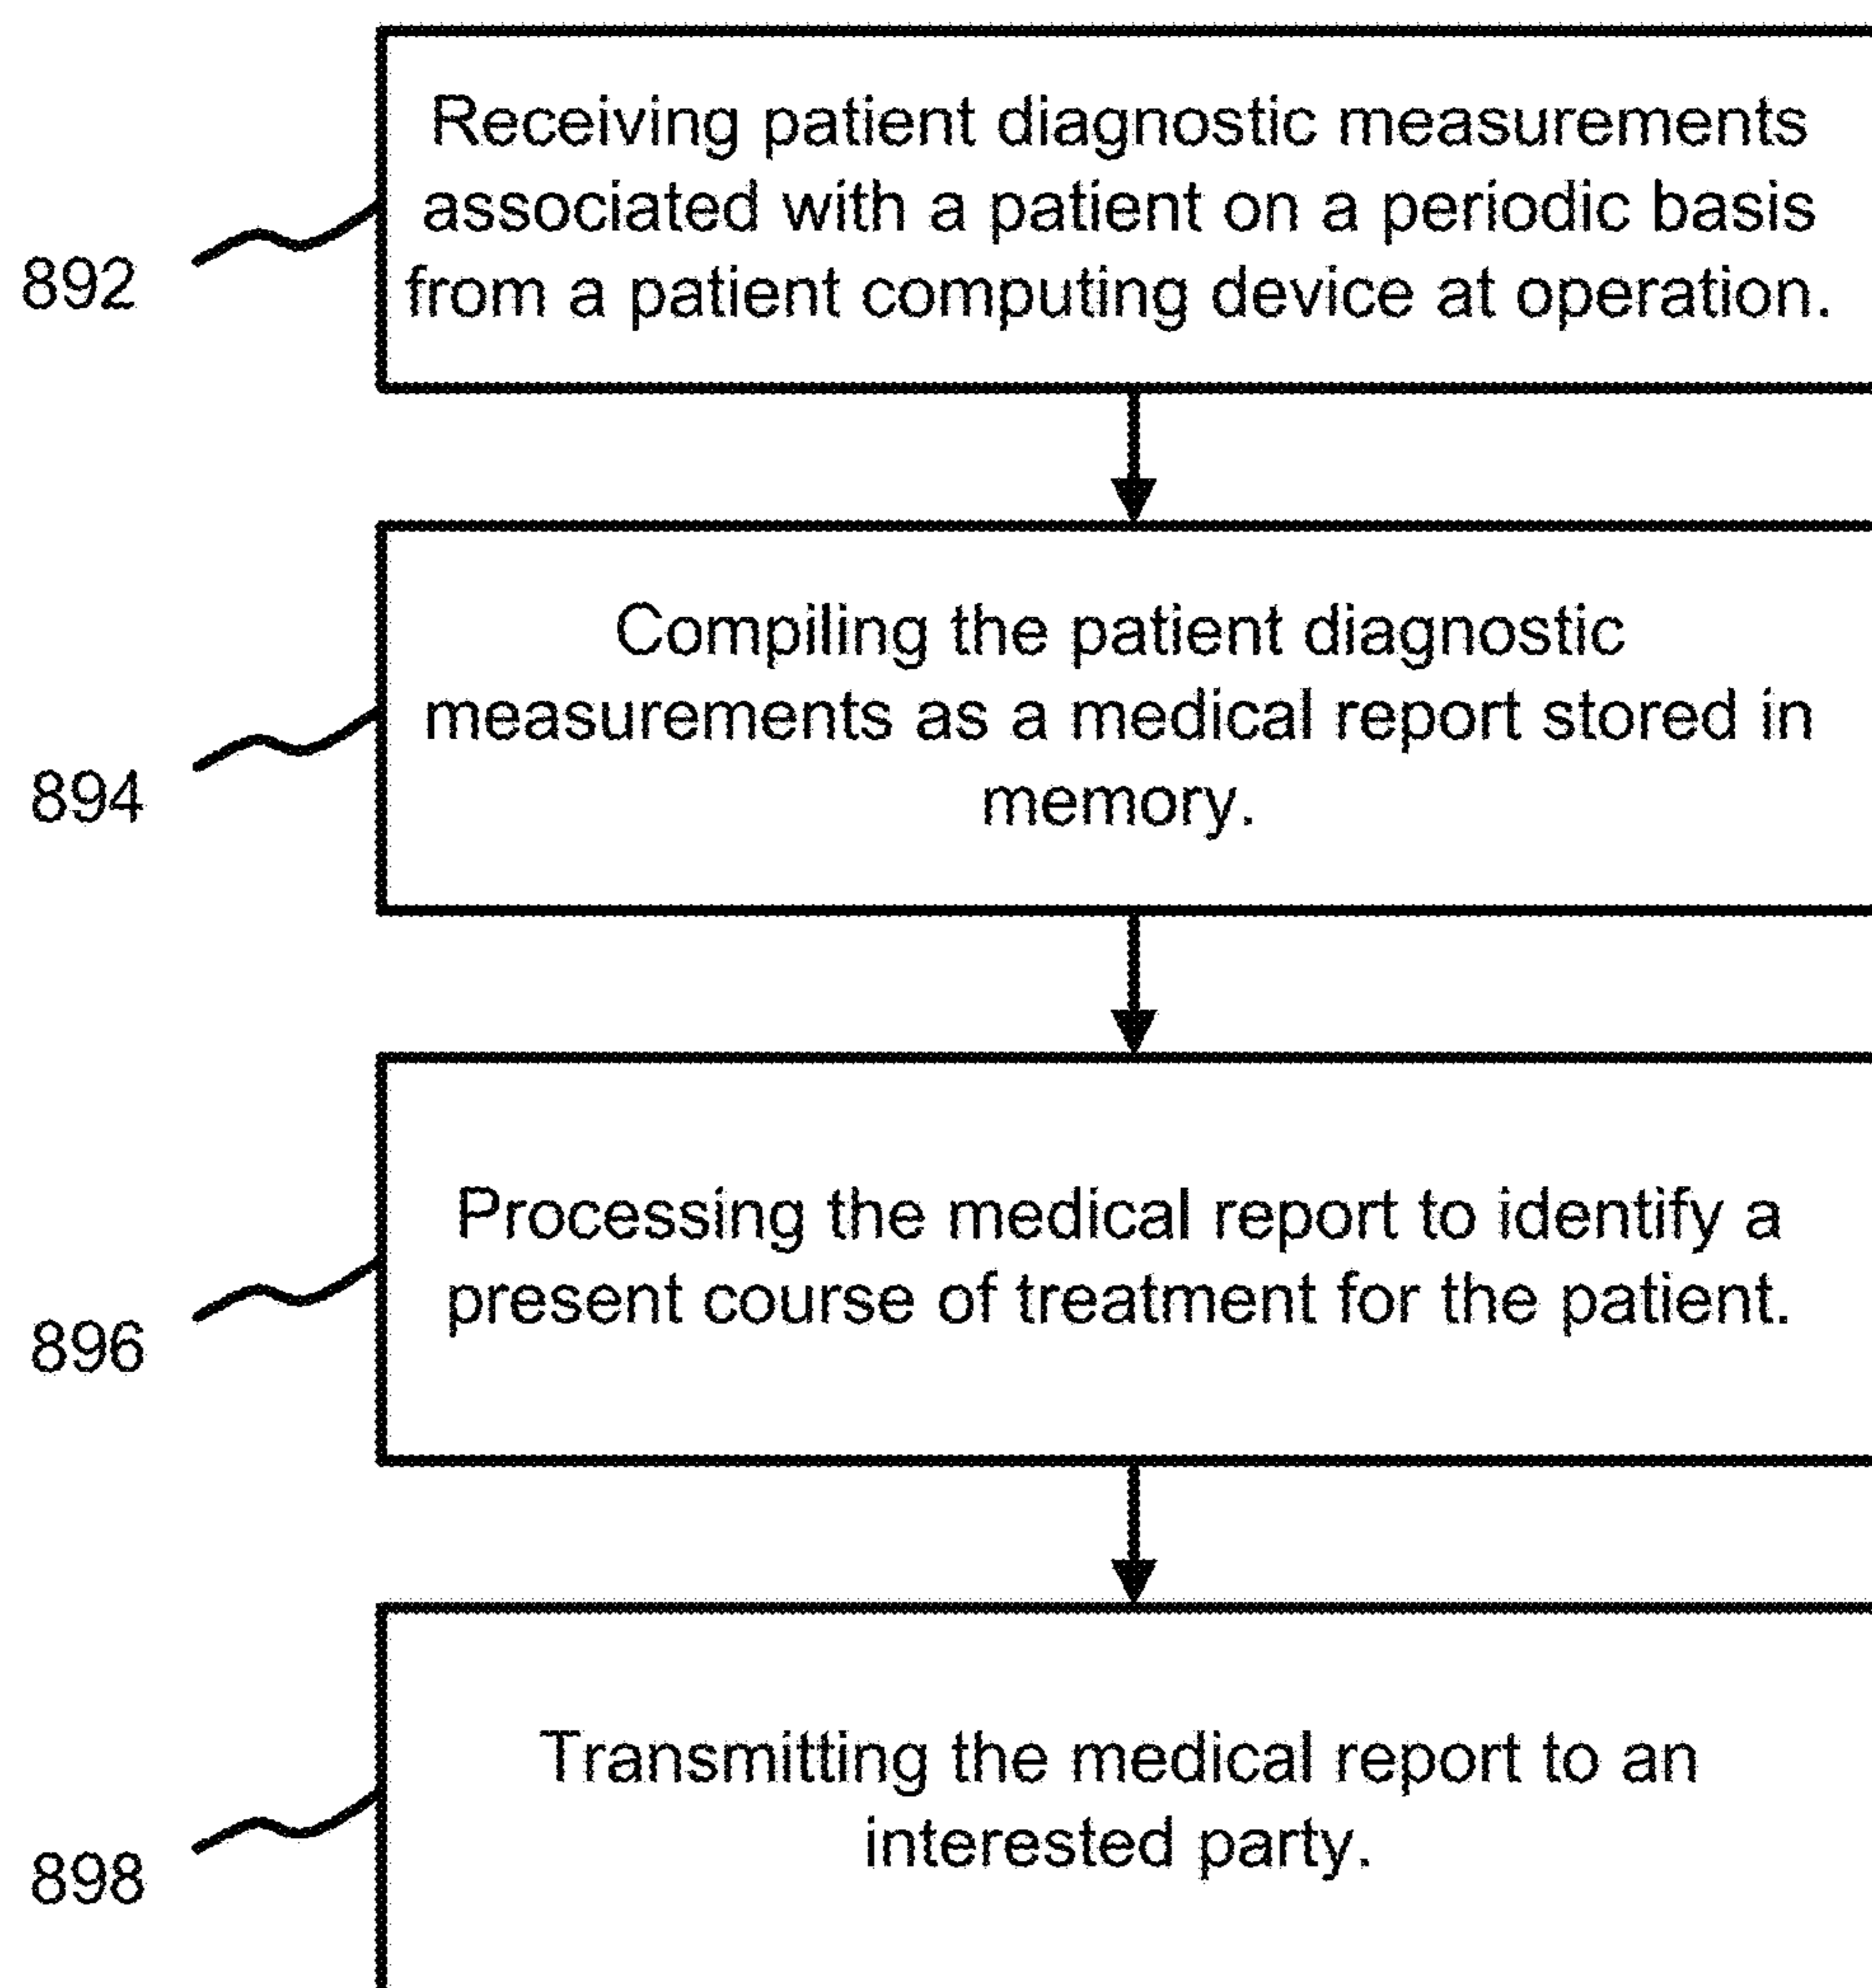 Receiving patient diagnostic measurements
associated with a patient on a periodic basis
from a patient computing device at operation.
892
Compiling the patient diagnostic
measurements as a medical report stored in
memory.
894
Processing the medical report to identify a
present course of treatment for the patient.
896
Transmitting the medical report to an
interested party.
898